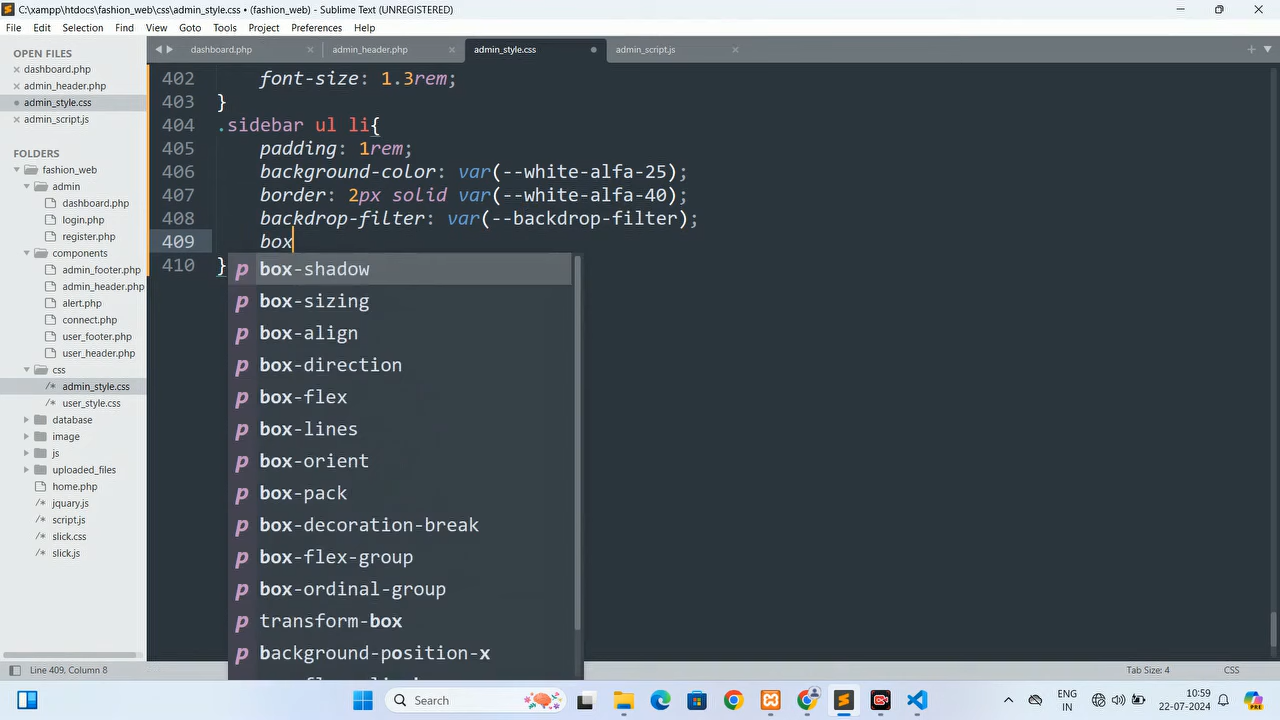 C:\xampp\htdocs\fashion_web\css\admin_style.css • (fashion_web) - Sublime Text (UNREGISTERED)
File Edit Selection Find View Goto Tools Project Preferences Help
OPEN FILES
dashboard.php
admin_header.php
admin_style.css
admin_script.js
FOLDERS
fashion_web
admin
dashboard.php
login.php
register.php
components
admin_footer.php
admin_header.php
alert.php
connect.php
user_footer.php
user_header.php
css
admin_style.css
user_style.css
database
image
js
uploaded_files
home.php
jquary.js
script.js
slick.css
slick.js
dashboard.php admin_header.php admin_style.css admin_script.js
402 font-size: 1.3rem;
403 }
404 .sidebar ul li{
405 padding: 1rem;
406 background-color: var(--white-alfa-25);
407 border: 2px solid var(--white-alfa-40);
408 backdrop-filter: var(--backdrop-filter);
409 box
410 }
p box-shadow
p box-sizing
p box-align
p box-direction
p box-flex
p box-lines
p box-orient
p box-pack
p box-decoration-break
p box-flex-group
p box-ordinal-group
p transform-box
p background-position-x
Line 409, Column 8 Tab Size: 4 CSS
Search
ENG
IN
10:59
22-07-2024